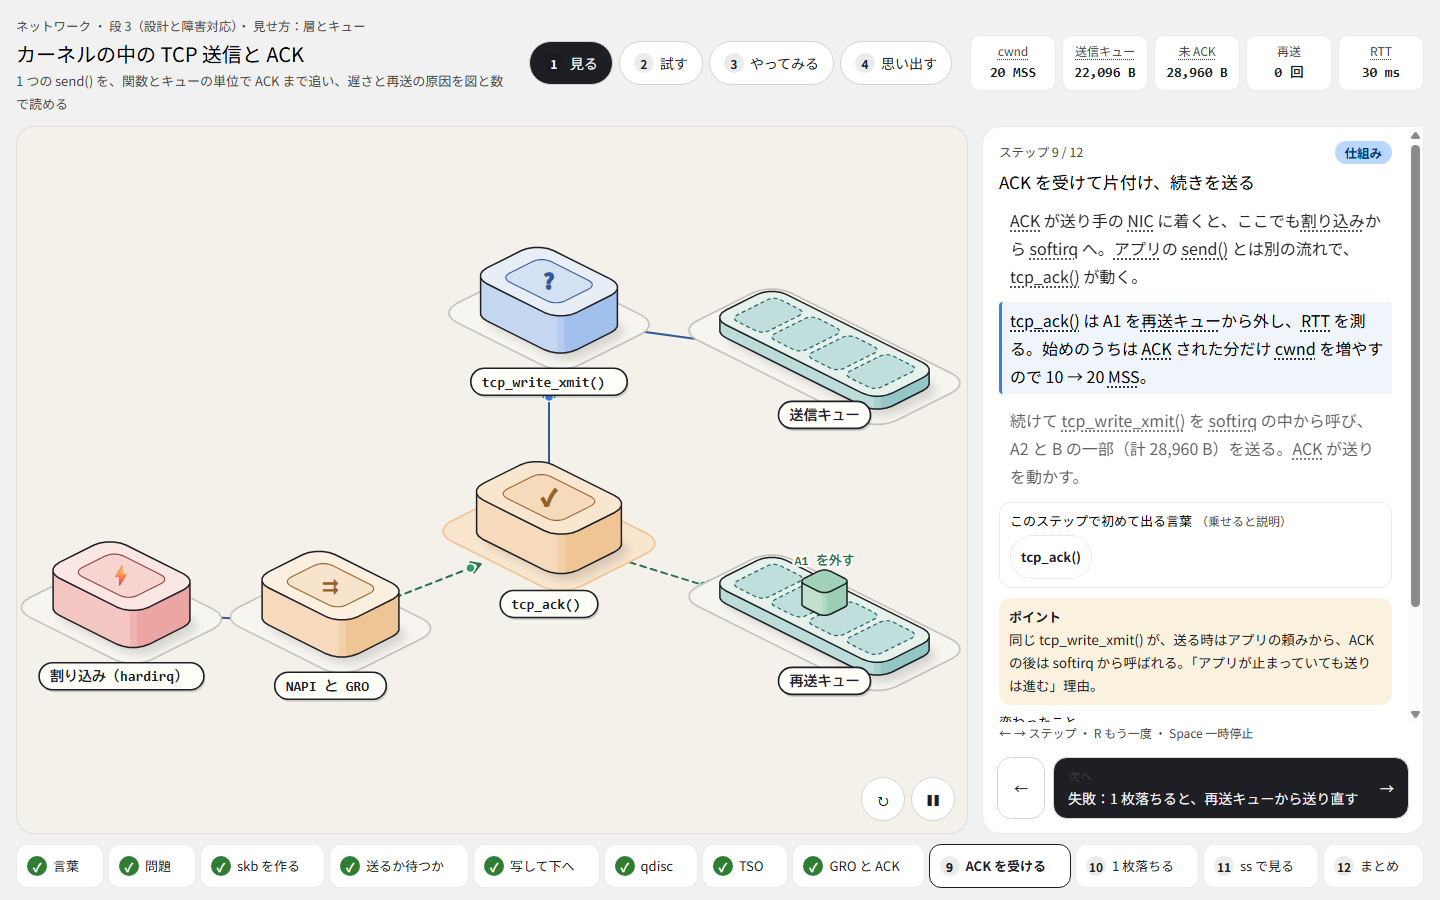 ネットワーク ・ 段 3（設計と障害対応）・ 見せ方：層とキュー
カーネルの中の TCP 送信と ACK
1 つの send() を、関数とキューの単位で ACK まで追い、遅さと再送の原因を図と数
で読める
1 見る
2 試す
3 やってみる
4 思い出す
cwnd
20 MSS
送信キュー
22,096 B
未 ACK
28,960 B
再送
0 回
RTT
30 ms
?
tcp_write_xmit()
送信キュー
✓
tcp_ack()
A1 を外す
再送キュー
割り込み（hardirq）
⇉
NAPI と GRO
↻
ステップ 9 / 12
仕組み
ACK を受けて片付け、続きを送る
ACK が送り手の NIC に着くと、ここでも割り込みか
ら softirq へ。アプリの send() とは別の流れで、
tcp_ack() が動く。
tcp_ack() は A1 を再送キューから外し、RTT を測
る。始めのうちは ACK された分だけ cwnd を増やす
ので 10 → 20 MSS。
続けて tcp_write_xmit() を softirq の中から呼び、
A2 と B の一部（計 28,960 B）を送る。ACK が送り
を動かす。
このステップで初めて出る言葉 （乗せると説明）
tcp_ack()
ポイント
同じ tcp_write_xmit() が、送る時はアプリの頼みから、ACK
の後は softirq から呼ばれる。「アプリが止まっていても送り
は進む」理由。
変わったこと
← → ステップ ・ R もう一度 ・ Space 一時停止
←
次へ
失敗：1 枚落ちると、再送キューから送り直す →
✓ 言葉
✓ 問題
✓ skb を作る
✓ 送るか待つか
✓ 写して下へ
✓ qdisc
✓ TSO
✓ GRO と ACK
9 ACK を受ける
10 1 枚落ちる
11 ss で見る
12 まとめ